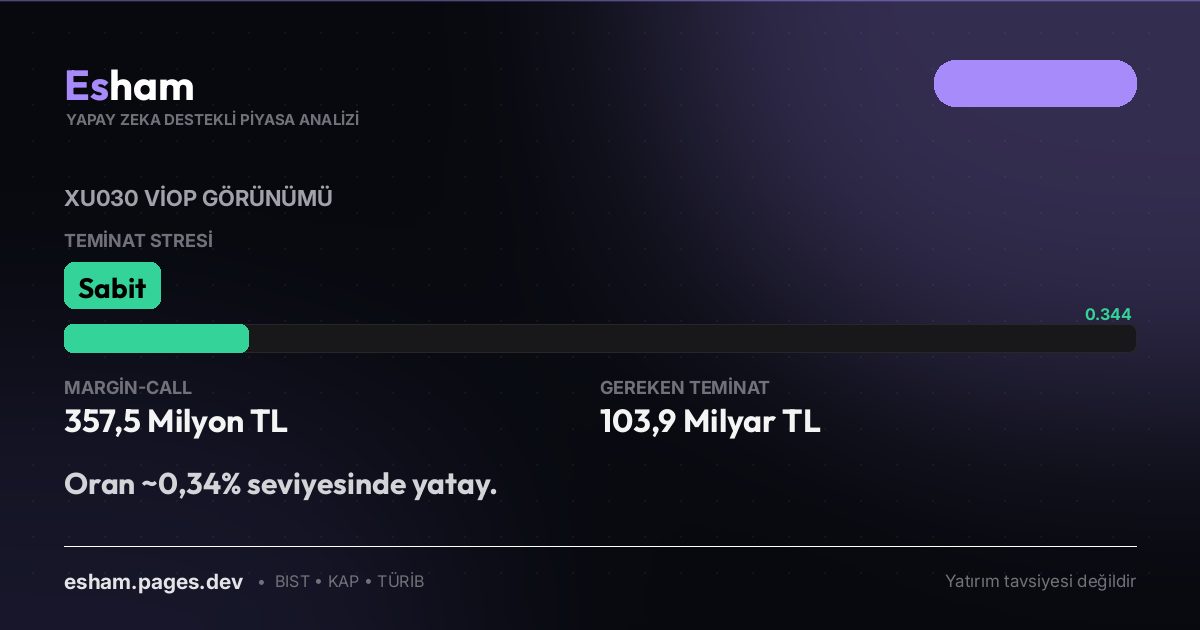 Esham
YAPAY ZEKA DESTEKLİ PİYASA ANALİZİ
XU030 VİOP GÖRÜNÜMÜ
TEMİNAT STRESİ
Sabit
0.344
MARGİN-CALL
GEREKEN TEMİNAT
357,5 Milyon TL
103,9 Milyar TL
Oran ~0,34% seviyesinde yatay.
esham.pages.dev • BIST • KAP • TÜRİB
Yatırım tavsiyesi değildir